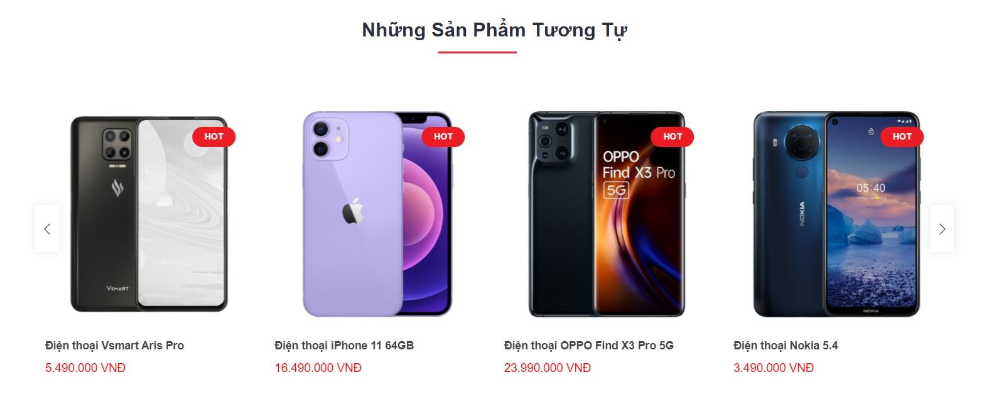 Những Sản Phẩm Tương Tự
HOT
HOT
HOT
HOT
OPPO
Find X3 Pro
5G
05:40
NOKIA
VSMART
NOKIA
Điện thoại Vsmart Aris Pro
Điện thoại iPhone 11 64GB
Điện thoại OPPO Find X3 Pro 5G
Điện thoại Nokia 5.4
5.490.000 VNĐ
16.490.000 VNĐ
23.990.000 VNĐ
3.490.000 VNĐ